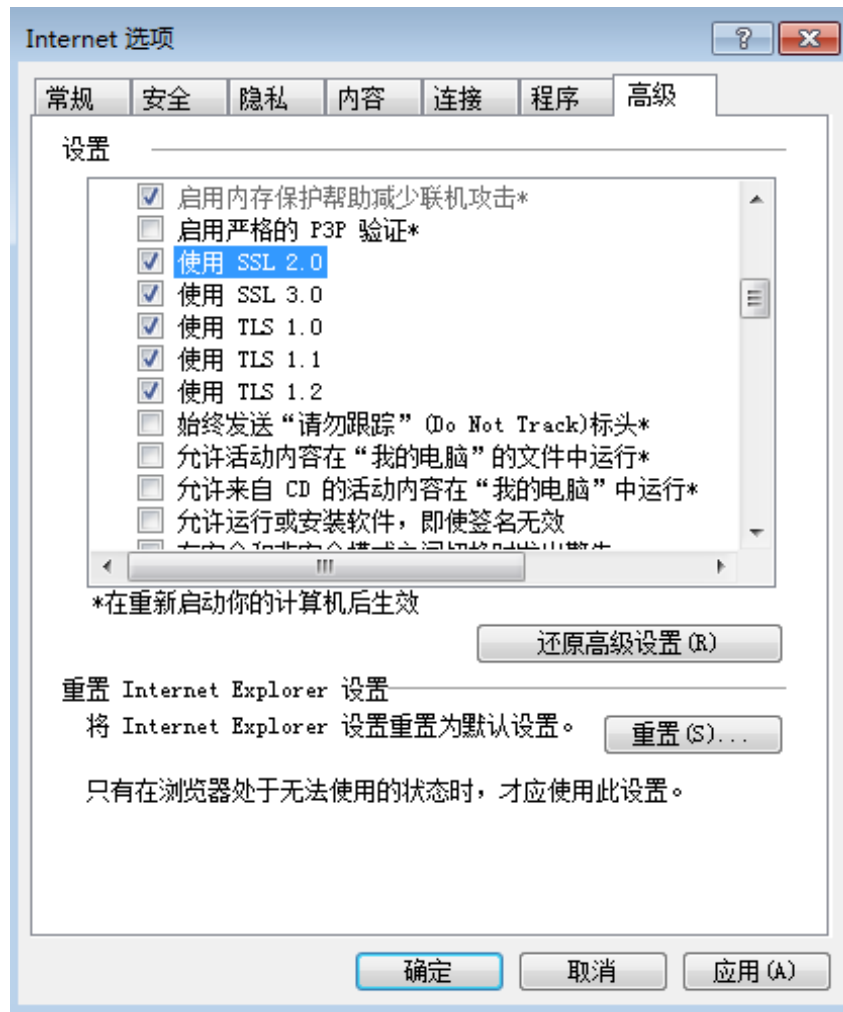 Internet 选项
常规 安全 隐私 内容 连接 程序 高级
设置
启用内存保护帮助减少联机攻击*
启用严格的 P3P 验证*
使用 SSL 2.0
使用 SSL 3.0
使用 TLS 1.0
使用 TLS 1.1
使用 TLS 1.2
始终发送“请勿跟踪” (Do Not Track)标头*
允许活动内容在“我的电脑”的文件中运行*
允许来自 CD 的活动内容在“我的电脑”中运行*
允许运行或安装软件，即使签名无效
*在重新启动你的计算机后生效
还原高级设置(R)
重置 Internet Explorer 设置
将 Internet Explorer 设置重置为默认设置。
重置(S)...
只有在浏览器处于无法使用的状态时，才应使用此设置。
确定 取消 应用(A)